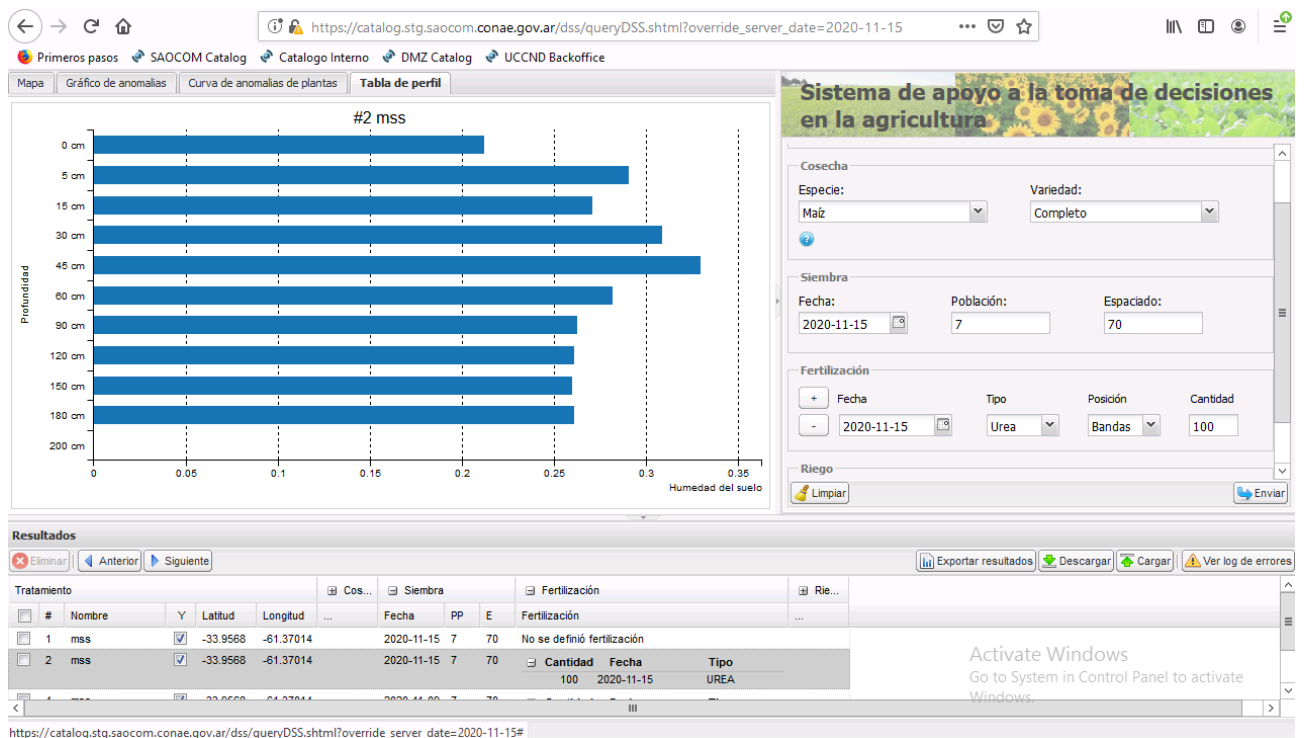 https://catalog.stg.saocom.conae.gov.ar/dss/queryDSS.shtml?override_server_date=2020-11-15
Primeros pasos SAOCOM Catalog Catalogo Interno DMZ Catalog UCCND Backoffice
Mapa Gráfico de anomalias Curva de anomalias de plantas Tabla de perfil
#2 mss
0 cm
5 cm
15 cm
30 cm
45 cm
60 cm
90 cm
120 cm
150 cm
180 cm
200 cm
Profundidad
0 0.05 0.1 0.15 0.2 0.25 0.3 0.35
Humedad del suelo
Sistema de apoyo a la toma de decisiones
en la agricultura
Cosecha
Especie: Variedad:
Maíz Completo
Siembra
Fecha: Población: Espaciado:
2020-11-15 7 70
Fertilización
+ Fecha Tipo Posición Cantidad
- 2020-11-15 Urea Bandas 100
Riego
Limpiar Enviar
Resultados
Eliminar Anterior Siguiente Exportar resultados Descargar Cargar Ver log de errores
Tratamiento Cos... Siembra Fertilización Rie...
# Nombre Y Latitud Longitud ... Fecha PP E Fertilización ...
1 mss -33.9568 -61.37014 2020-11-15 7 70 No se definió fertilización
2 mss -33.9568 -61.37014 2020-11-15 7 70 Cantidad Fecha Tipo
100 2020-11-15 UREA
Activate Windows
Go to System in Control Panel to activate
Windows.
https://catalog.stg.saocom.conae.gov.ar/dss/queryDSS.shtml?override_server_date=2020-11-15#